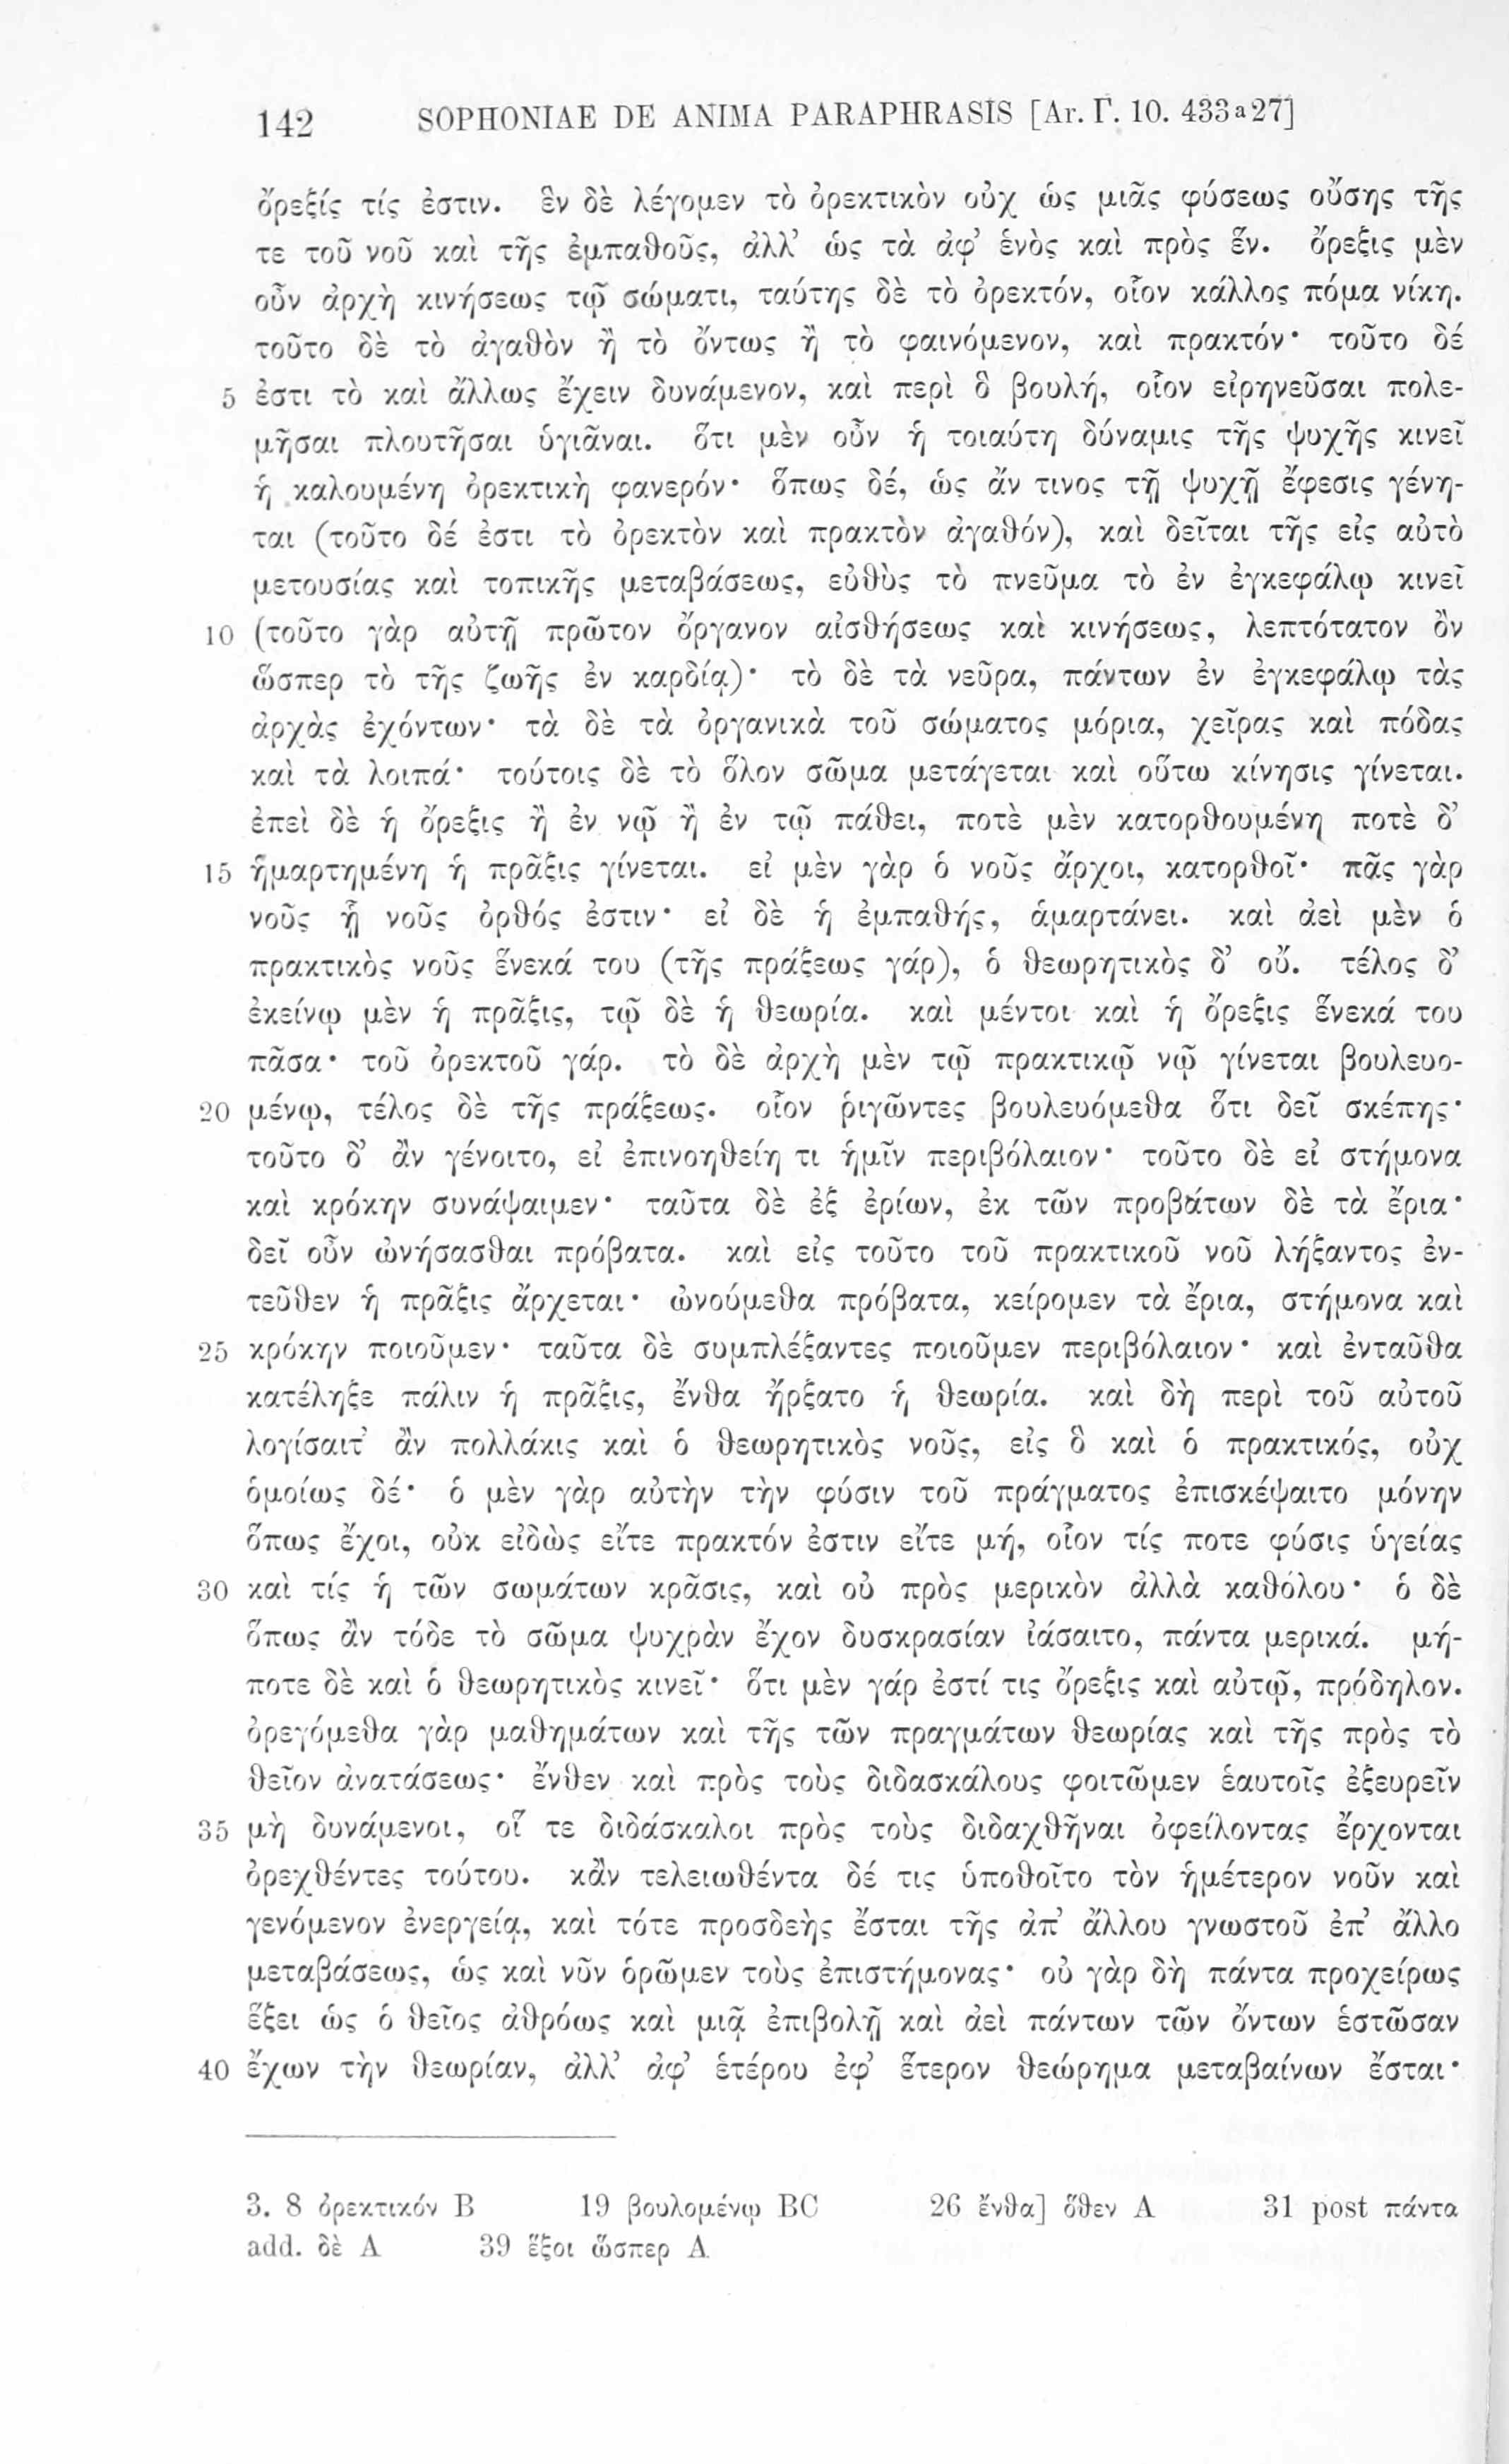 142 SOPHONIAE DE ANIMA PARAPHRASIS [Ar. Γ. 10. 433a27]
ὄρεξίς τίς ἐστιν. ἓν δὲ λέγομεν τὸ ὀρεκτικὸν οὐχ ὡς μιᾶς φύσεως οὔσης τῆς
τε τοῦ νοῦ καὶ τῆς ἐμπαθοῦς, ἀλλ’ ὡς τὰ ἀφ’ ἑνὸς καὶ πρὸς ἕν. ὄρεξις μὲν
οὖν ἀρχὴ κινήσεως τῷ σώματι, ταύτης δὲ τὸ ὀρεκτόν, οἷον κάλλος πόμα νίκη.
τοῦτο δὲ τὸ ἀγαθὸν ἢ τὸ ὄντως ἢ τὸ φαινόμενον, καὶ πρακτόν· τοῦτο δέ
5 ἐστι τὸ καὶ ἄλλως ἔχειν δυνάμενον, καὶ περὶ ὃ βουλή, οἷον εἰρηνεῦσαι πολε-
μῆσαι πλουτῆσαι ὑγιᾶναι. ὅτι μὲν οὖν ἡ τοιαύτη δύναμις τῆς ψυχῆς κινεῖ
ἡ καλουμένη ὀρεκτικὴ φανερόν· ὅπως δέ, ὡς ἄν τινος τῇ ψυχῇ ἔφεσις γένη-
ται (τοῦτο δέ ἐστι τὸ ὀρεκτὸν καὶ πρακτὸν ἀγαθόν), καὶ δεῖται τῆς εἰς αὐτὸ
μετουσίας καὶ τοπικῆς μεταβάσεως, εὐθὺς τὸ πνεῦμα τὸ ἐν ἐγκεφάλῳ κινεῖ
10 (τοῦτο γὰρ αὐτῇ πρῶτον ὄργανον αἰσθήσεως καὶ κινήσεως, λεπτότατον ὂν
ὥσπερ τὸ τῆς ζωῆς ἐν καρδίᾳ)· τὸ δὲ τὰ νεῦρα, πάντων ἐν ἐγκεφάλῳ τὰς
ἀρχὰς ἐχόντων· τὰ δὲ τὰ ὀργανικὰ τοῦ σώματος μόρια, χεῖρας καὶ πόδας
καὶ τὰ λοιπά· τούτοις δὲ τὸ ὅλον σῶμα μετάγεται καὶ οὕτω κίνησις γίνεται.
ἐπεὶ δὲ ἡ ὄρεξις ἢ ἐν νῷ ἢ ἐν τῷ πάθει, ποτὲ μὲν κατορθουμένη ποτὲ δ’
15 ἡμαρτημένη ἡ πρᾶξις γίνεται. εἰ μὲν γὰρ ὁ νοῦς ἄρχοι, κατορθοῖ· πᾶς γὰρ
νοῦς ᾗ νοῦς ὀρθός ἐστιν· εἰ δὲ ἡ ἐμπαθής, ἁμαρτάνει. καὶ ἀεὶ μὲν ὁ
πρακτικὸς νοῦς ἕνεκά του (τῆς πράξεως γάρ), ὁ θεωρητικὸς δ’ οὔ. τέλος δ’
ἐκείνῳ μὲν ἡ πρᾶξις, τῷ δὲ ἡ θεωρία. καὶ μέντοι καὶ ἡ ὄρεξις ἕνεκά του
πᾶσα· τοῦ ὀρεκτοῦ γάρ. τὸ δὲ ἀρχὴ μὲν τῷ πρακτικῷ νῷ γίνεται βουλευο-
20 μένῳ, τέλος δὲ τῆς πράξεως. οἷον ῥιγῶντες βουλευόμεθα ὅτι δεῖ σκέπης·
τοῦτο δ’ ἂν γένοιτο, εἰ ἐπινοηθείη τι ἡμῖν περιβόλαιον· τοῦτο δὲ εἰ στήμονα
καὶ κρόκην συνάψαιμεν· ταῦτα δὲ ἐξ ἐρίων, ἐκ τῶν προβάτων δὲ τὰ ἔρια·
δεῖ οὖν ὠνήσασθαι πρόβατα. καὶ εἰς τοῦτο τοῦ πρακτικοῦ νοῦ λήξαντος ἐν-
τεῦθεν ἡ πρᾶξις ἄρχεται· ὠνούμεθα πρόβατα, κείρομεν τὰ ἔρια, στήμονα καὶ
25 κρόκην ποιοῦμεν· ταῦτα δὲ συμπλέξαντες ποιοῦμεν περιβόλαιον· καὶ ἐνταῦθα
κατέληξε πάλιν ἡ πρᾶξις, ἔνθα ἤρξατο ἡ θεωρία. καὶ δὴ περὶ τοῦ αὐτοῦ
λογίσαιτ’ ἂν πολλάκις καὶ ὁ θεωρητικὸς νοῦς, εἰς ὃ καὶ ὁ πρακτικός, οὐχ
ὁμοίως δέ· ὁ μὲν γὰρ αὐτὴν τὴν φύσιν τοῦ πράγματος ἐπισκέψαιτο μόνην
ὅπως ἔχοι, οὐκ εἰδὼς εἴτε πρακτόν ἐστιν εἴτε μή, οἷον τίς ποτε φύσις ὑγείας
30 καὶ τίς ἡ τῶν σωμάτων κρᾶσις, καὶ οὐ πρὸς μερικὸν ἀλλὰ καθόλου· ὁ δὲ
ὅπως ἂν τόδε τὸ σῶμα ψυχρὰν ἔχον δυσκρασίαν ἰάσαιτο, πάντα μερικά. μή-
ποτε δὲ καὶ ὁ θεωρητικὸς κινεῖ· ὅτι μὲν γάρ ἐστί τις ὄρεξις καὶ αὐτῷ, πρόδηλον.
ὀρεγόμεθα γὰρ μαθημάτων καὶ τῆς τῶν πραγμάτων θεωρίας καὶ τῆς πρὸς τὸ
θεῖον ἀνατάσεως· ἔνθεν καὶ πρὸς τοὺς διδασκάλους φοιτῶμεν ἑαυτοῖς ἐξευρεῖν
35 μὴ δυνάμενοι, οἵ τε διδάσκαλοι πρὸς τοὺς διδαχθῆναι ὀφείλοντας ἔρχονται
ὀρεχθέντες τούτου. κἂν τελειωθέντα δέ τις ὑποθοῖτο τὸν ἡμέτερον νοῦν καὶ
γενόμενον ἐνεργείᾳ, καὶ τότε προσδεὴς ἔσται τῆς ἀπ’ ἄλλου γνωστοῦ ἐπ’ ἄλλο
μεταβάσεως, ὡς καὶ νῦν ὁρῶμεν τοὺς ἐπιστήμονας· οὐ γὰρ δὴ πάντα προχείρως
ἕξει ὡς ὁ θεῖος ἀθρόως καὶ μιᾷ ἐπιβολῇ καὶ ἀεὶ πάντων τῶν ὄντων ἑστῶσαν
40 ἔχων τὴν θεωρίαν, ἀλλ’ ἀφ’ ἑτέρου ἐφ’ ἕτερον θεώρημα μεταβαίνων ἔσται·
3. 8 ὀρεκτικόν B 19 βουλομένῳ BC 26 ἔνθα] ὅθεν A 31 post πάντα
add. δὲ A 39 ἕξοι ὥσπερ A